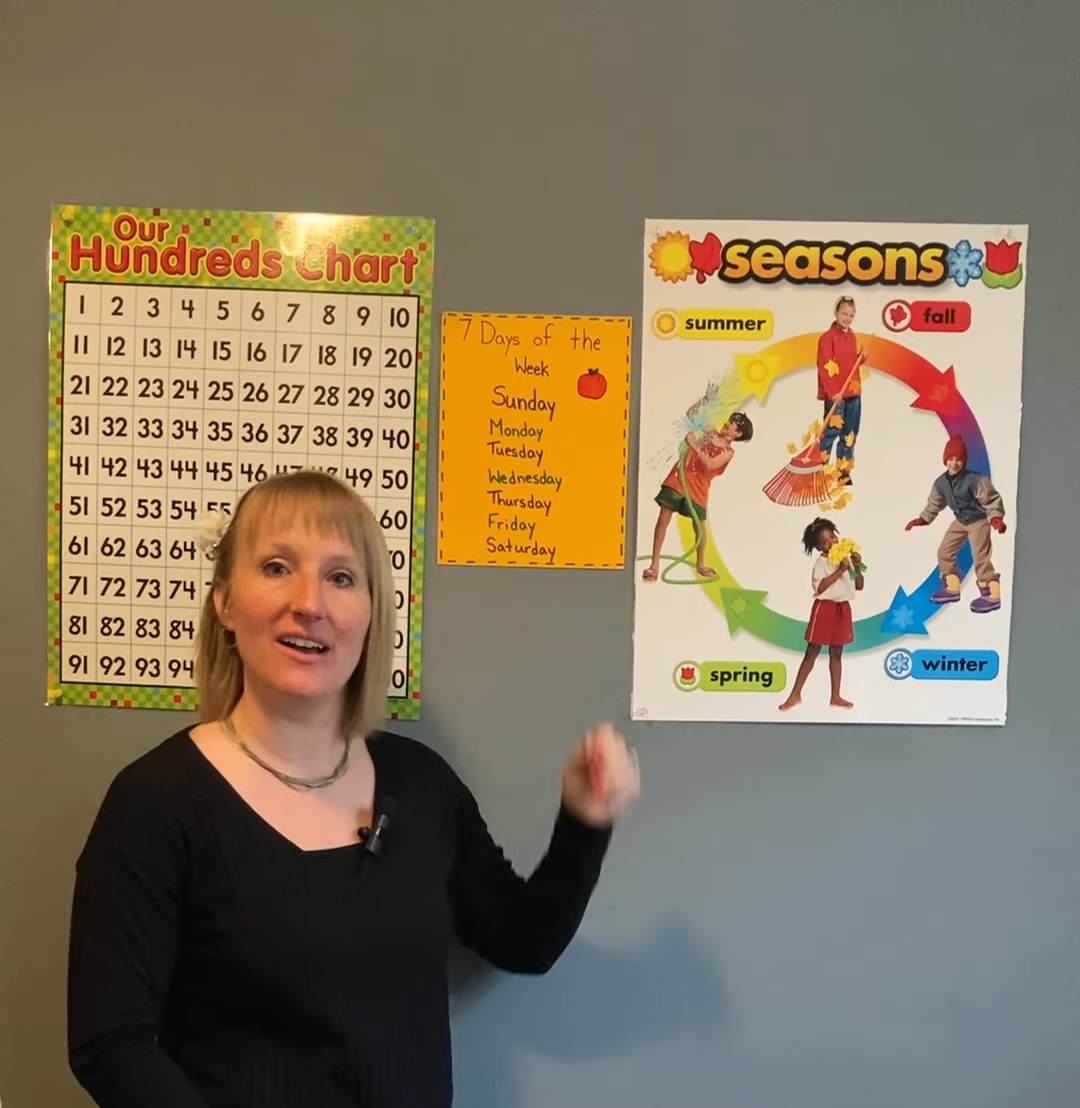 Our
Hundreds Chart
1 2 3 4 5 6 7 8 9 10
11 12 13 14 15 16 17 18 19 20
21 22 23 24 25 26 27 28 29 30
31 32 33 34 35 36 37 38 39 40
41 42 43 44 45 46 47 48 49 50
51 52 53 54 55 60
61 62 63 64
71 72 73 74
81 82 83 84
91 92 93 94
7 Days of the
Week
Sunday
Monday
Tuesday
Wednesday
Thursday
Friday
Saturday
seasons
summer
fall
spring
winter